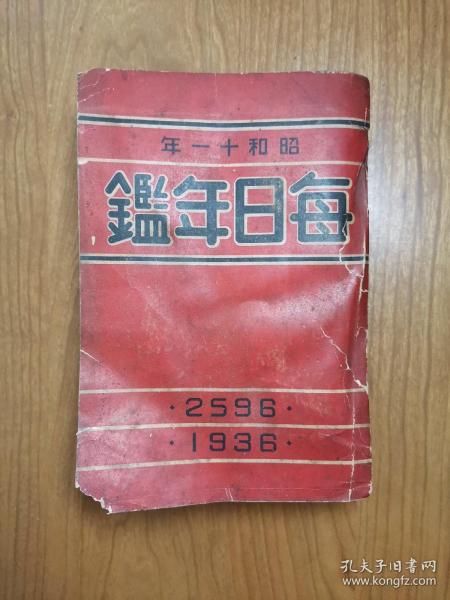 昭和十一年
每日年鑑
·2596·
·1936·
孔夫子旧书网
www.kongfz.com